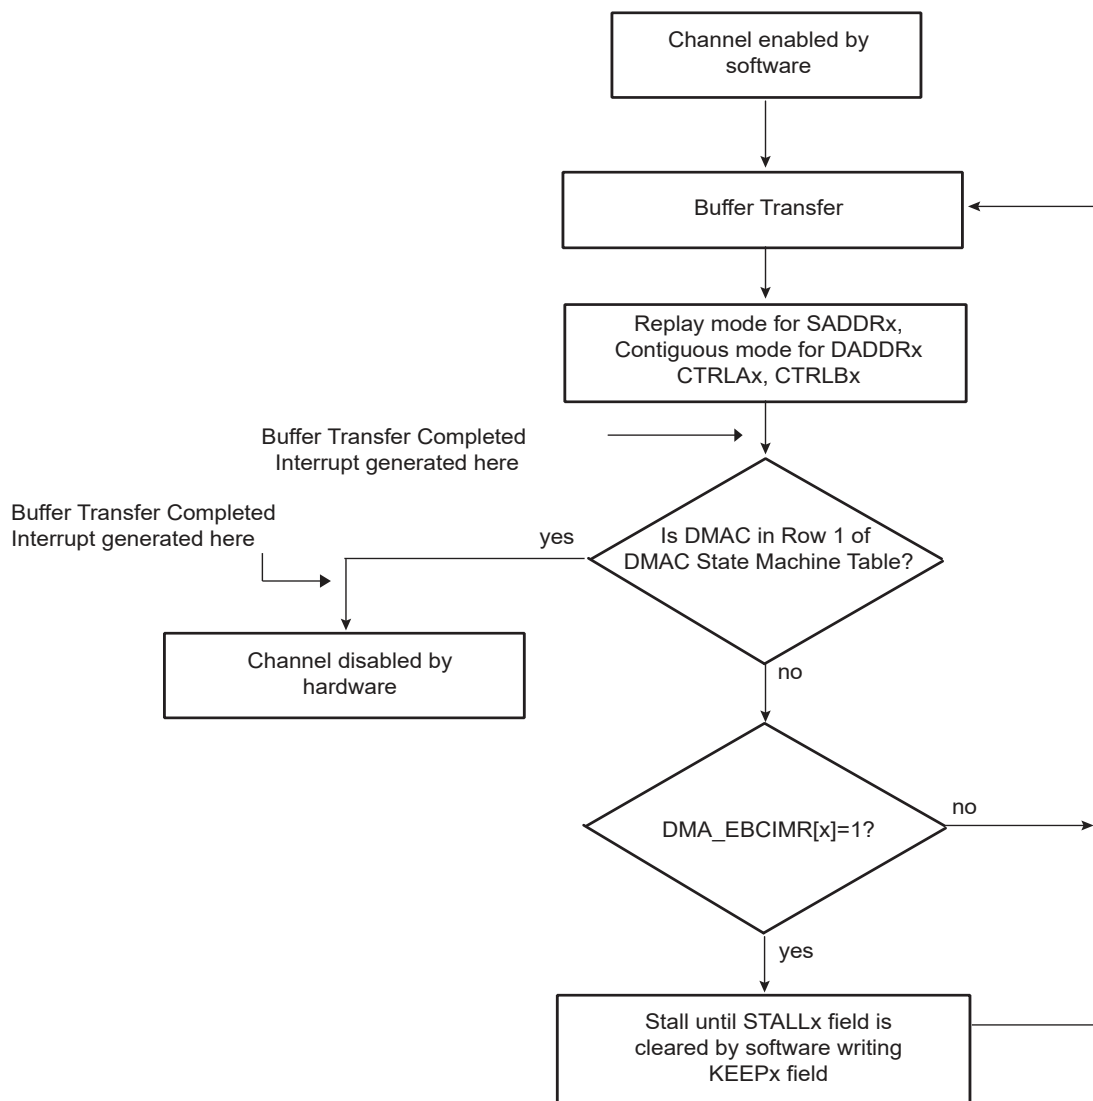 Channel enabled by
software
Buffer Transfer
Replay mode for SADDRx,
Contiguous mode for DADDRx
CTRLAx, CTRLBx
Buffer Transfer Completed
Interrupt generated here
Buffer Transfer Completed
Interrupt generated here
yes
Is DMAC in Row 1 of
DMAC State Machine Table?
Channel disabled by
hardware
no
DMA_EBCIMR[x]=1?
no
yes
Stall until STALLx field is
cleared by software writing
KEEPx field